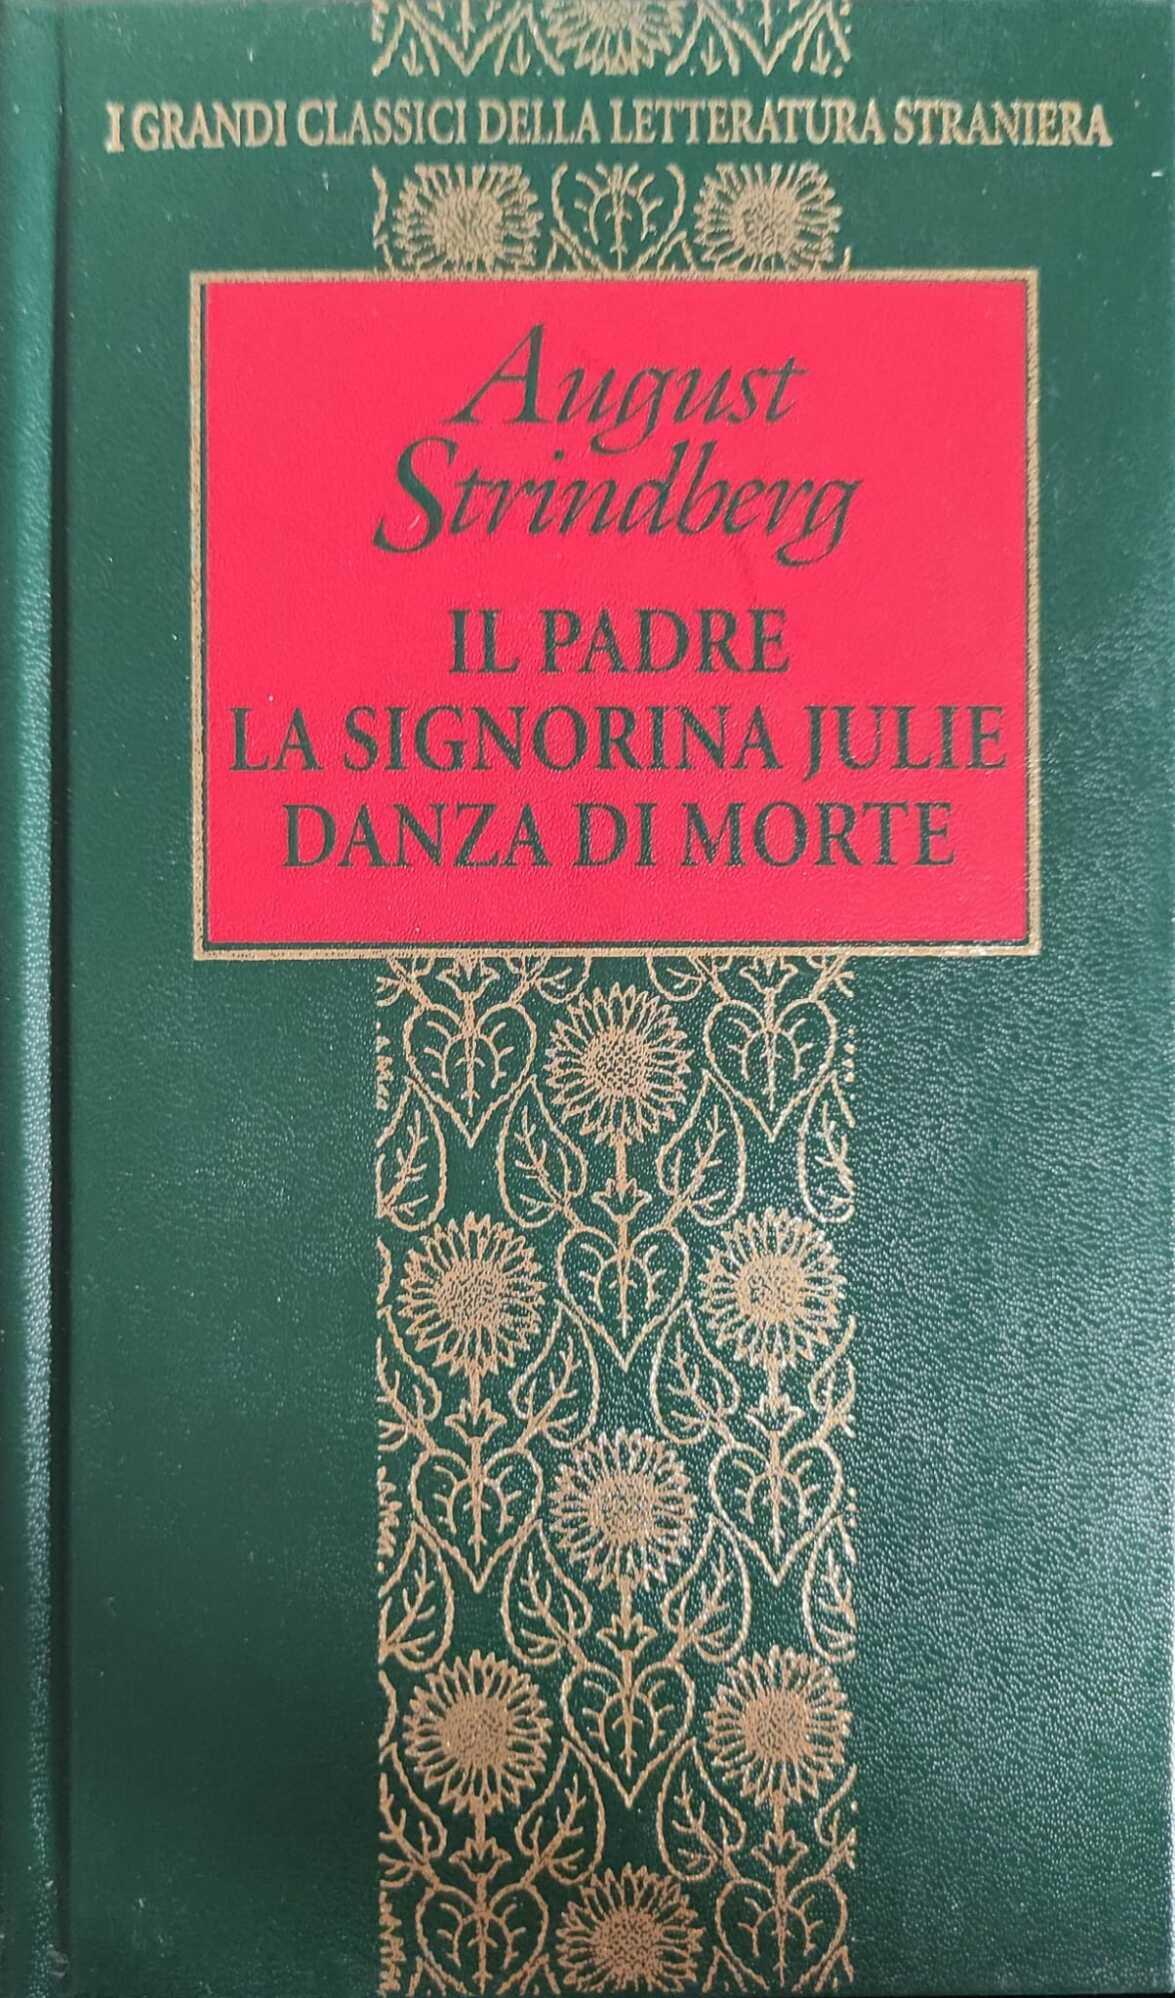 I GRANDI CLASSICI DELLA LETTERATURA STRANIERA
August
Strindberg
IL PADRE
LA SIGNORINA JULIE
DANZA DI MORTE